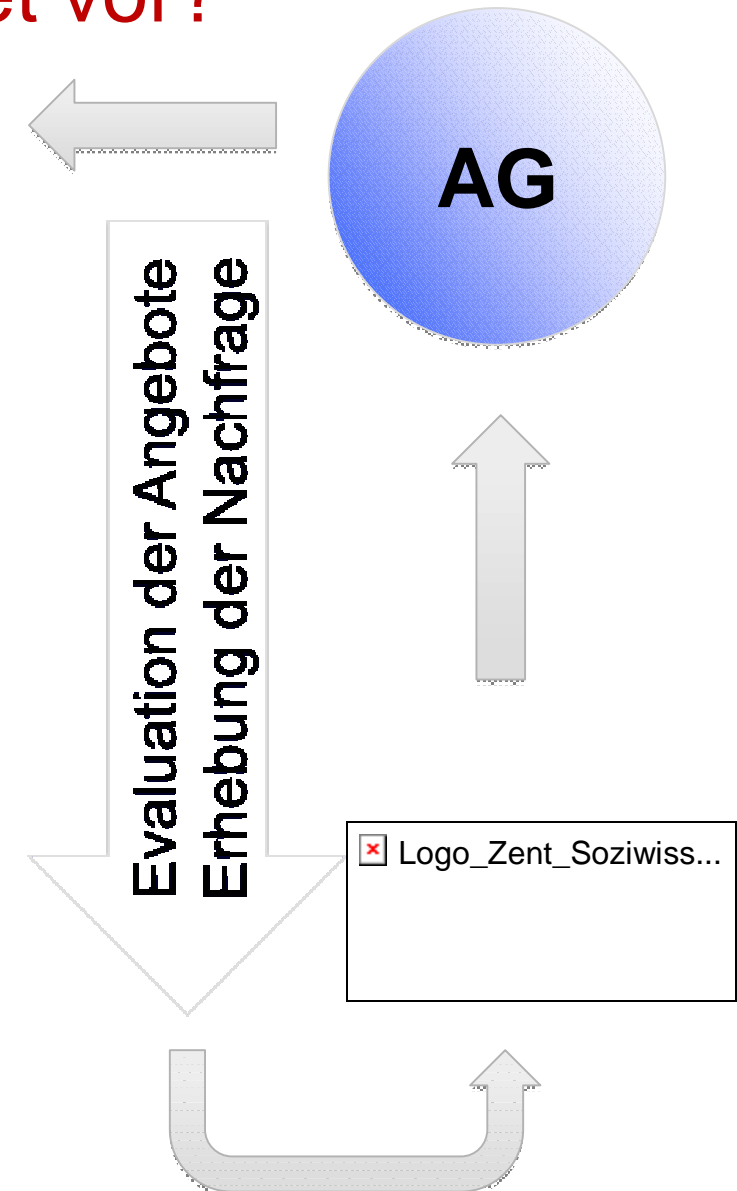 et vor?
AG
Evaluation der Angebote
Erhebung der Nachfrage
Logo_Zent_Soziwiss...